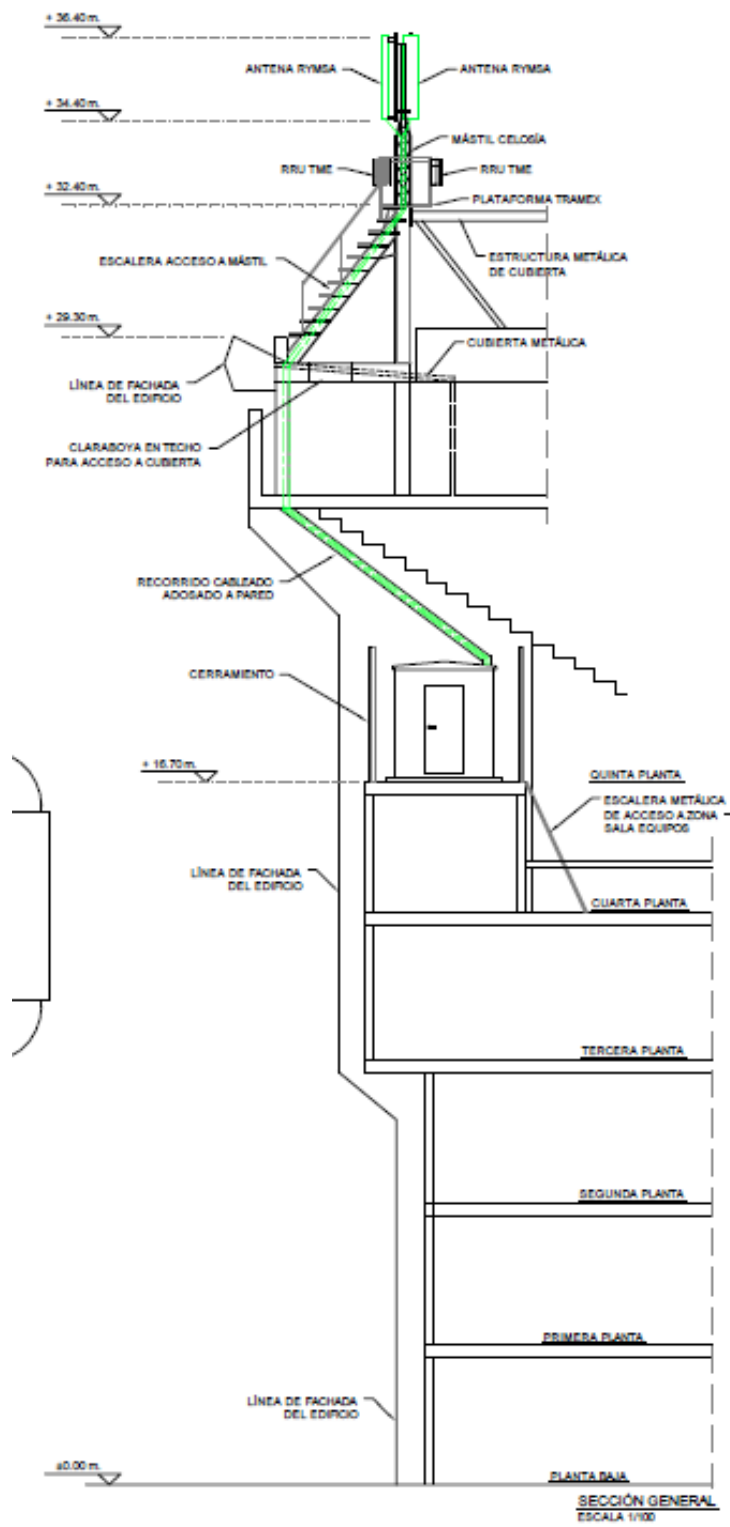 + 36.40 m.
ANTENA RYMSA
ANTENA RYMSA
+ 34.40 m.
MÁSTIL CELOSÍA
RRU TME
RRU TME
+ 32.40 m.
PLATAFORMA TRAMEX
ESCALERA ACCESO A MÁSTIL
ESTRUCTURA METÁLICA
DE CUBIERTA
+ 29.30 m.
CUBIERTA METÁLICA
LÍNEA DE FACHADA
DEL EDIFICIO
CLARABOYA EN TECHO
PARA ACCESO A CUBIERTA
RECORRIDO CABLEADO
ADOSADO A PARED
CERRAMIENTO
+ 16.70 m.
QUINTA PLANTA
ESCALERA METÁLICA
DE ACCESO A ZONA
SALA EQUIPOS
LÍNEA DE FACHADA
DEL EDIFICIO
CUARTA PLANTA
TERCERA PLANTA
SEGUNDA PLANTA
PRIMERA PLANTA
LÍNEA DE FACHADA
DEL EDIFICIO
±0.00 m.
PLANTA BAJA
SECCIÓN GENERAL
ESCALA 1/100